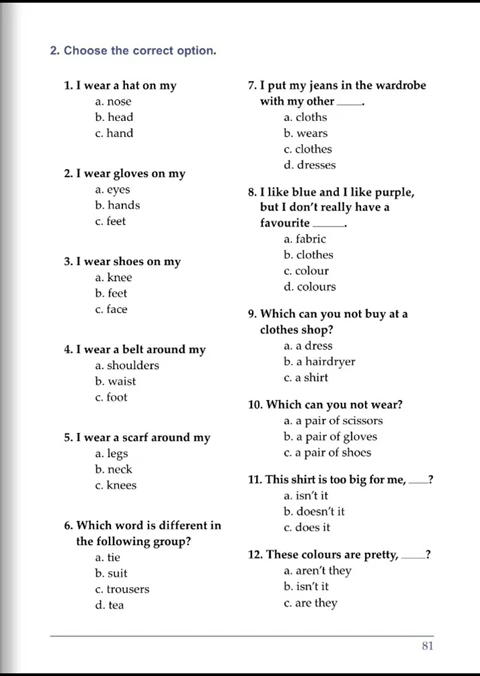 2. Choose the correct option.
1. I wear a hat on my
a. nose
b. head
c. hand
2. I wear gloves on my
a. eyes
b. hands
c. feet
3. I wear shoes on my
a. knee
b. feet
c. face
4. I wear a belt around my
a. shoulders
b. waist
c. foot
5. I wear a scarf around my
a. legs
b. neck
c. knees
6. Which word is different in
the following group?
a. tie
b. suit
c. trousers
d. tea
7. I put my jeans in the wardrobe
with my other ____.
a. cloths
b. wears
c. clothes
d. dresses
8. I like blue and I like purple,
but I don't really have a
favourite _____.
a. fabric
b. clothes
c. colour
d. colours
9. Which can you not buy at a
clothes shop?
a. a dress
b. a hairdryer
c. a shirt
10. Which can you not wear?
a. a pair of scissors
b. a pair of gloves
c. a pair of shoes
11. This shirt is too big for me, ___?
a. isn't it
b. doesn't it
c. does it
12. These colours are pretty, ____?
a. aren't they
b. isn't it
c. are they
81